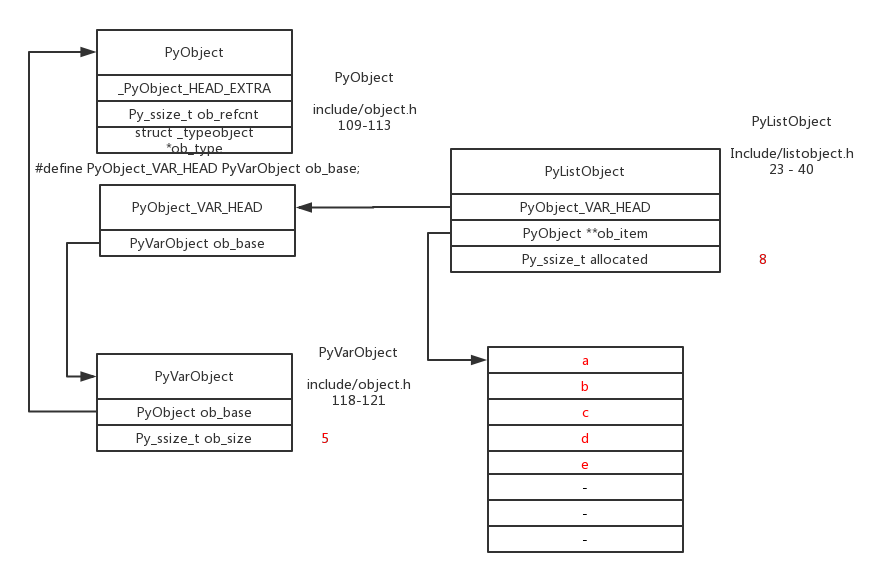 PyObject
_PyObject_HEAD_EXTRA
Py_ssize_t ob_refcnt
struct _typeobject
*ob_type
PyObject
include/object.h
109-113
#define PyObject_VAR_HEAD PyVarObject ob_base;
PyObject_VAR_HEAD
PyVarObject ob_base
PyListObject
Include/listobject.h
23 - 40
PyListObject
PyObject_VAR_HEAD
PyObject **ob_item
Py_ssize_t allocated
8
PyVarObject
PyObject ob_base
Py_ssize_t ob_size
5
PyVarObject
include/object.h
118-121
a
b
c
d
e
-
-
-